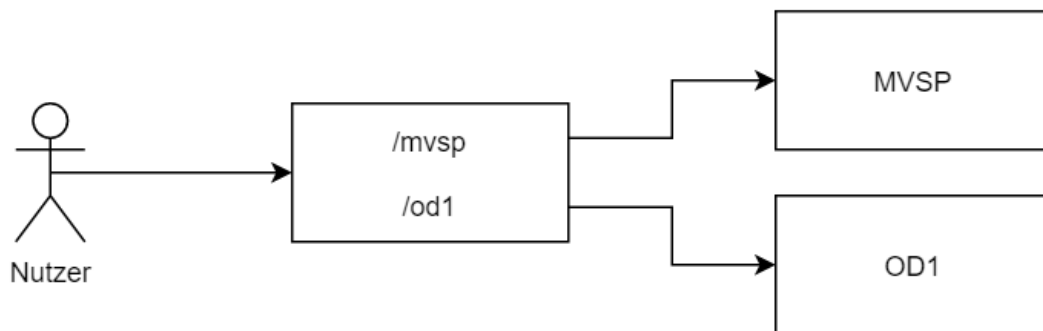 Nutzer
/mvsp
/od1
MVSP
OD1